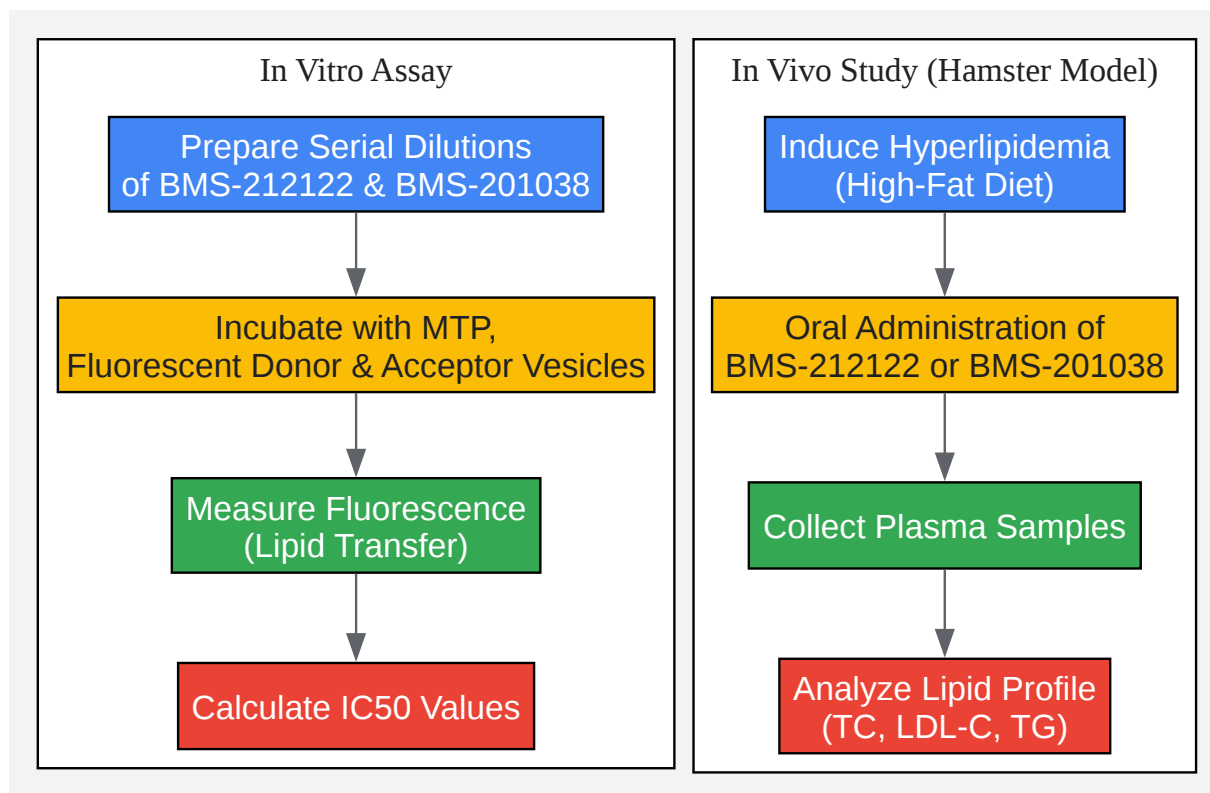 In Vitro Assay
Prepare Serial Dilutions
of BMS-212122 & BMS-201038
Incubate with MTP,
Fluorescent Donor & Acceptor Vesicles
Measure Fluorescence
(Lipid Transfer)
Calculate IC50 Values
In Vivo Study (Hamster Model)
Induce Hyperlipidemia
(High-Fat Diet)
Oral Administration of
BMS-212122 or BMS-201038
Collect Plasma Samples
Analyze Lipid Profile
(TC, LDL-C, TG)